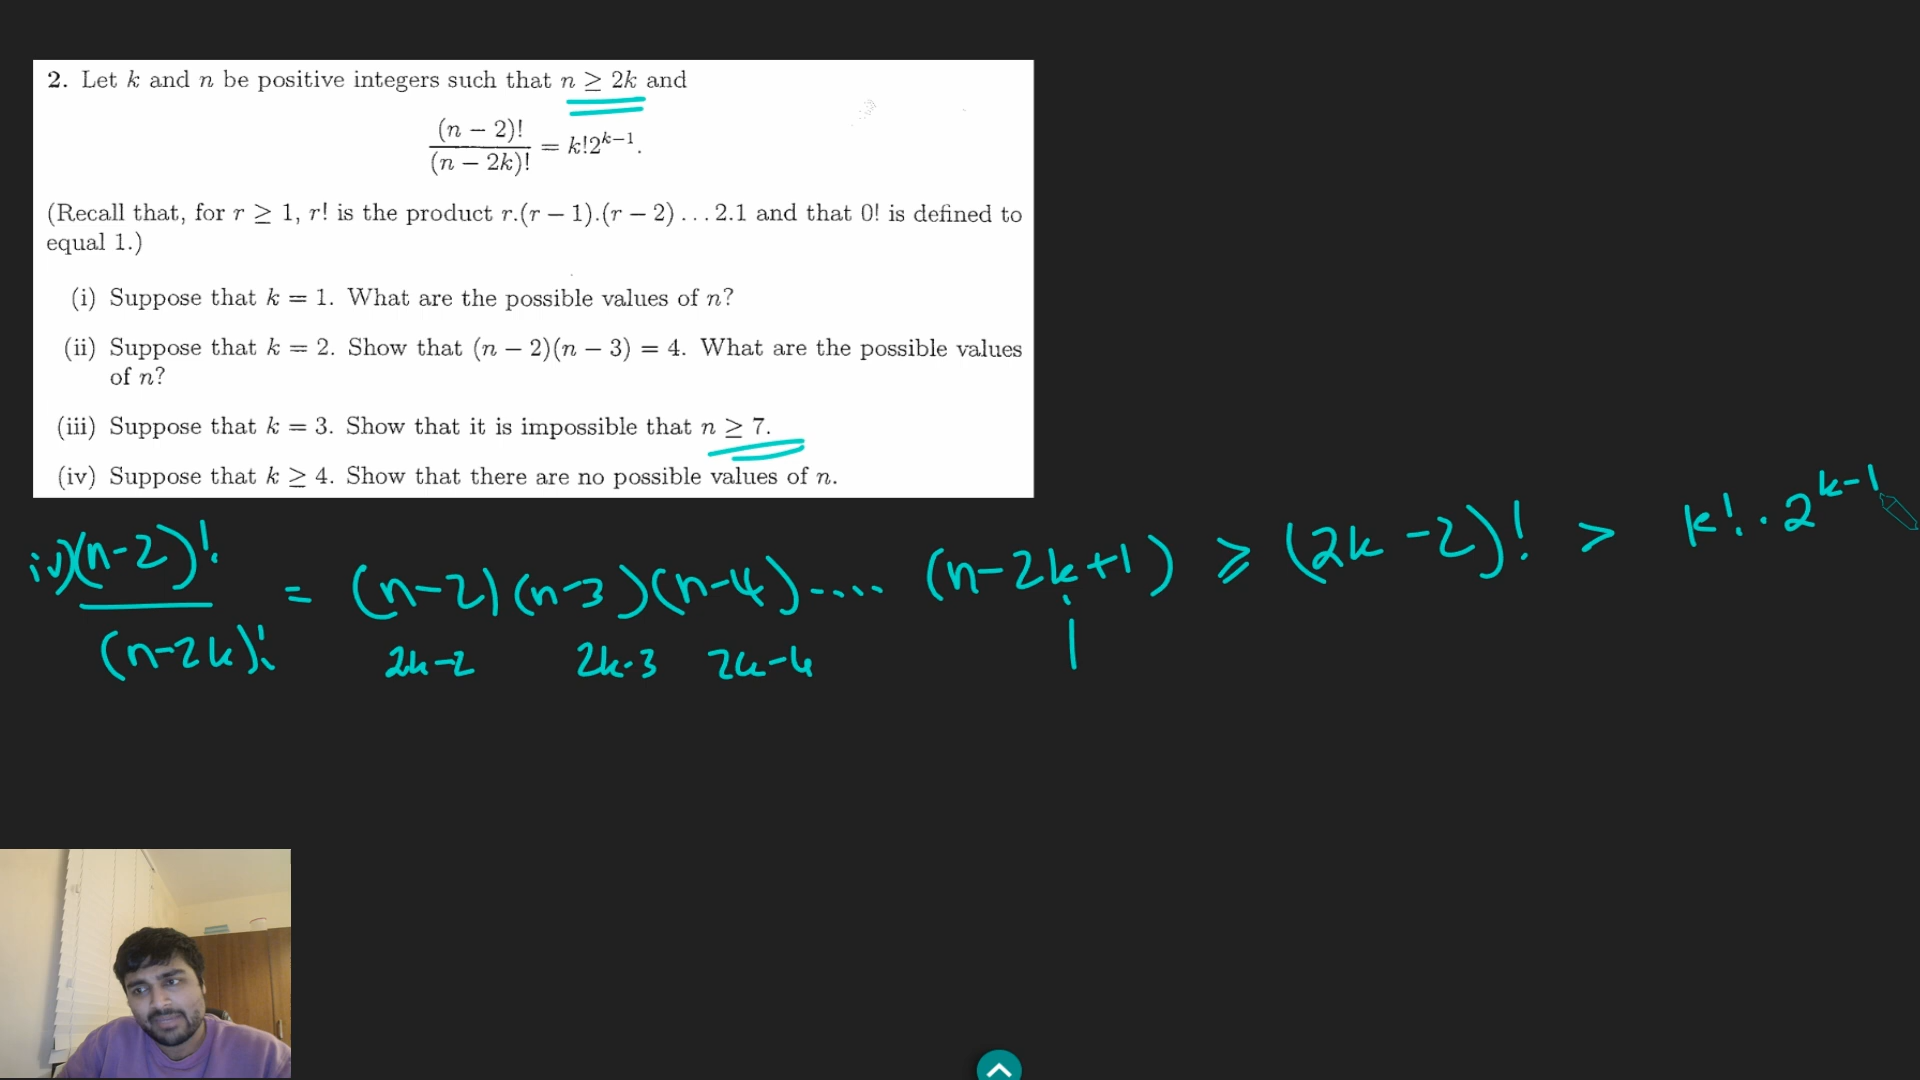 2. Let k and n be positive integers such that n ≥ 2k and
(n − 2)!
(n − 2k)!
= k!2^{k−1}.
(Recall that, for r ≥ 1, r! is the product r.(r − 1).(r − 2) . . . 2.1 and that 0! is defined to
equal 1.)
(i) Suppose that k = 1. What are the possible values of n?
(ii) Suppose that k = 2. Show that (n − 2)(n − 3) = 4. What are the possible values
of n?
(iii) Suppose that k = 3. Show that it is impossible that n ≥ 7.
(iv) Suppose that k ≥ 4. Show that there are no possible values of n.
iv) (n-2)!
(n-2k)!
= (n-2)(n-3)(n-4).... (n-2k+1) ≥ (2k-2)! > k! · 2^{k-1}
2k-2 2k-3 2k-4 1